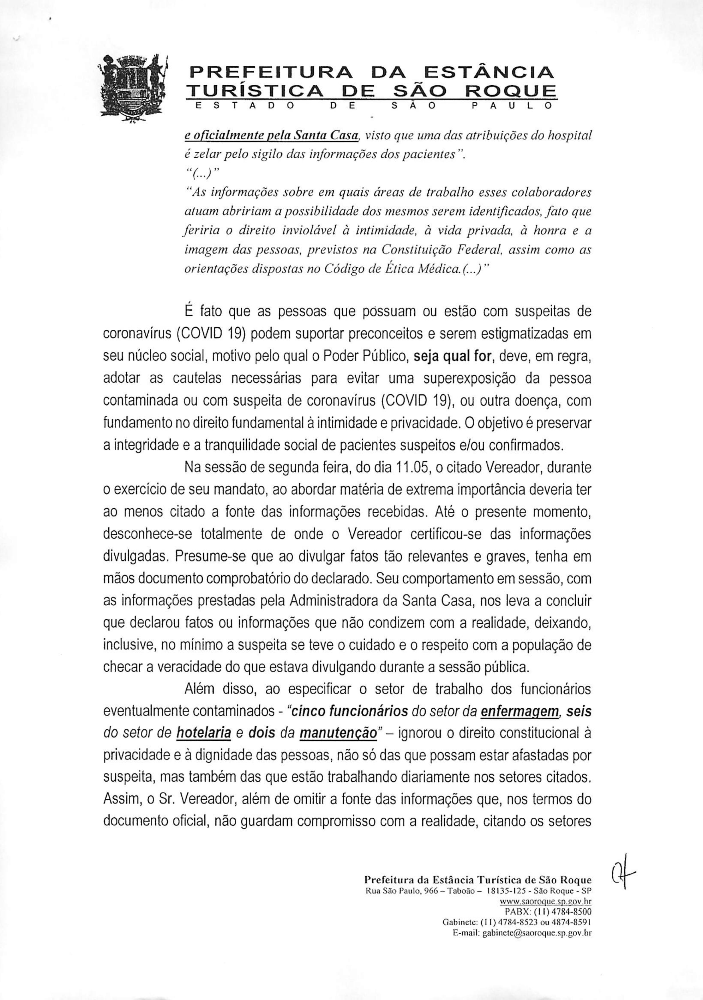 PREFEITURA DA ESTÂNCIA
TURÍSTICA DE SÃO ROQUE
ESTADO DE SÃO PAULO
e oficialmente pela Santa Casa, visto que uma das atribuições do hospital
é zelar pelo sigilo das informações dos pacientes”.
“(...)”
“As informações sobre em quais áreas de trabalho esses colaboradores
atuam abririam a possibilidade dos mesmos serem identificados, fato que
feriria o direito inviolável à intimidade, à vida privada, à honra e a
imagem das pessoas, previstos na Constituição Federal, assim como as
orientações dispostas no Código de Ética Médica.(...)”
É fato que as pessoas que possuam ou estão com suspeitas de
coronavírus (COVID 19) podem suportar preconceitos e serem estigmatizadas em
seu núcleo social, motivo pelo qual o Poder Público, seja qual for, deve, em regra,
adotar as cautelas necessárias para evitar uma superexposição da pessoa
contaminada ou com suspeita de coronavírus (COVID 19), ou outra doença, com
fundamento no direito fundamental à intimidade e privacidade. O objetivo é preservar
a integridade e a tranquilidade social de pacientes suspeitos e/ou confirmados.
Na sessão de segunda feira, do dia 11.05, o citado Vereador, durante
o exercício de seu mandato, ao abordar matéria de extrema importância deveria ter
ao menos citado a fonte das informações recebidas. Até o presente momento,
desconhece-se totalmente de onde o Vereador certificou-se das informações
divulgadas. Presume-se que ao divulgar fatos tão relevantes e graves, tenha em
mãos documento comprobatório do declarado. Seu comportamento em sessão, com
as informações prestadas pela Administradora da Santa Casa, nos leva a concluir
que declarou fatos ou informações que não condizem com a realidade, deixando,
inclusive, no mínimo a suspeita se teve o cuidado e o respeito com a população de
checar a veracidade do que estava divulgando durante a sessão pública.
Além disso, ao especificar o setor de trabalho dos funcionários
eventualmente contaminados - “cinco funcionários do setor da enfermagem, seis
do setor de hotelaria e dois da manutenção” – ignorou o direito constitucional à
privacidade e à dignidade das pessoas, não só das que possam estar afastadas por
suspeita, mas também das que estão trabalhando diariamente nos setores citados.
Assim, o Sr. Vereador, além de omitir a fonte das informações que, nos termos do
documento oficial, não guardam compromisso com a realidade, citando os setores
Prefeitura da Estância Turística de São Roque
Rua São Paulo, 966 – Taboão – 18135-125 - São Roque - SP
www.saoroque.sp.gov.br
PABX: (11) 4784-8500
Gabinete: (11) 4784-8523 ou 4874-8591
E-mail: gabinete@saoroque.sp.gov.br